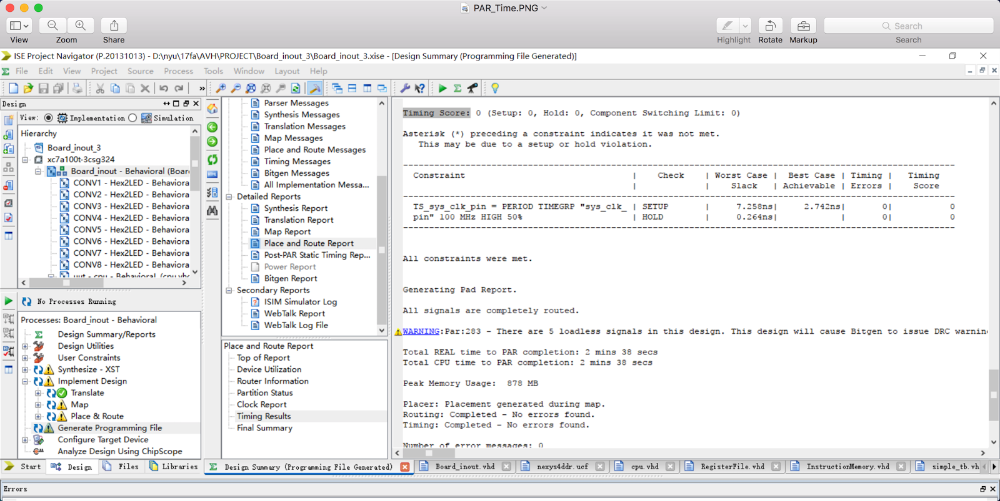 PAR_Time.PNG
View
Zoom
Share
Highlight
Rotate
Markup
Search
Search
ISE Project Navigator (P.20131013) - D:\nyu\17fa\AVH\PROJECT\Board_inout_3\Board_inout_3.xise - [Design Summary (Programming File Generated)]
File Edit View Project Source Process Tools Window Layout Help
Design
View: Implementation Simulation
Hierarchy
Board_inout_3
xc7a100t-3csg324
Board_inout - Behavioral (Boar
CONV1 - Hex2LED - Behaviora
CONV2 - Hex2LED - Behaviora
CONV3 - Hex2LED - Behaviora
CONV4 - Hex2LED - Behaviora
CONV5 - Hex2LED - Behaviora
CONV6 - Hex2LED - Behaviora
CONV7 - Hex2LED - Behaviora
CONV8 - Hex2LED - Behaviora
uut - cpu - Behavioral (cpu.vhd
No Processes Running
Processes: Board_inout - Behavioral
Design Summary/Reports
Design Utilities
User Constraints
Synthesize - XST
Implement Design
Translate
Map
Place & Route
Generate Programming File
Configure Target Device
Analyze Design Using ChipScope
Start
Design
Files
Libraries
Parser Messages
Synthesis Messages
Translation Messages
Map Messages
Place and Route Messages
Timing Messages
Bitgen Messages
All Implementation Messa...
Detailed Reports
Synthesis Report
Translation Report
Map Report
Place and Route Report
Post-PAR Static Timing Rep...
Power Report
Bitgen Report
Secondary Reports
ISIM Simulator Log
WebTalk Report
WebTalk Log File
Place and Route Report
Top of Report
Device Utilization
Router Information
Partition Status
Clock Report
Timing Results
Final Summary
Timing Score: 0 (Setup: 0, Hold: 0, Component Switching Limit: 0)
Asterisk (*) preceding a constraint indicates it was not met.
This may be due to a setup or hold violation.
Constraint | Check | Worst Case | Best Case | Timing | Timing
| | Slack | Achievable | Errors | Score
TS_sys_clk_pin = PERIOD TIMEGRP "sys_clk_ | SETUP | 7.258ns| 2.742ns| 0| 0
pin" 100 MHz HIGH 50% | HOLD | 0.264ns| | 0| 0
All constraints were met.
Generating Pad Report.
All signals are completely routed.
WARNING:Par:283 - There are 5 loadless signals in this design. This design will cause Bitgen to issue DRC warnin
Total REAL time to PAR completion: 2 mins 38 secs
Total CPU time to PAR completion: 2 mins 38 secs
Peak Memory Usage: 878 MB
Placer: Placement generated during map.
Routing: Completed - No errors found.
Timing: Completed - No errors found.
Number of error messages: 0
Design Summary (Programming File Generated)
Board_inout.vhd
nexys4ddr.ucf
cpu.vhd
RegisterFile.vhd
InstructionMemory.vhd
simple_tb.vh
Errors